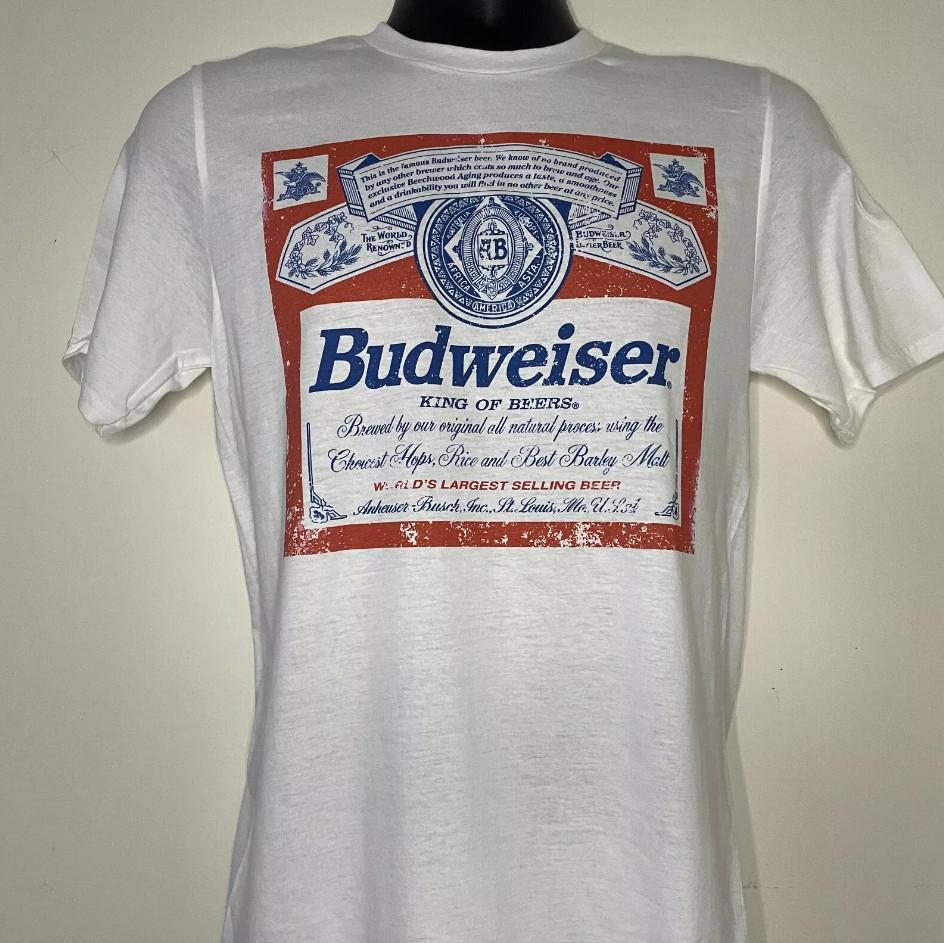 This is the famous Budweiser beer. We know of no brand produced
by any other brewer which costs so much to brew and age. Our
exclusive Beechwood Aging produces a taste, a smoothness
and a drinkability you will find in no other beer at any price.
THE WORLD
RENOWNED
BUDWEISER
LAGER BEER
AB
AFRICA
ASIA
AMERICA
Budweiser®
KING OF BEERS®
Brewed by our original all natural process using the
Choicest Hops, Rice and Best Barley Malt
WORLD'S LARGEST SELLING BEER
Anheuser-Busch, Inc., St. Louis, Mo. U.S.A.